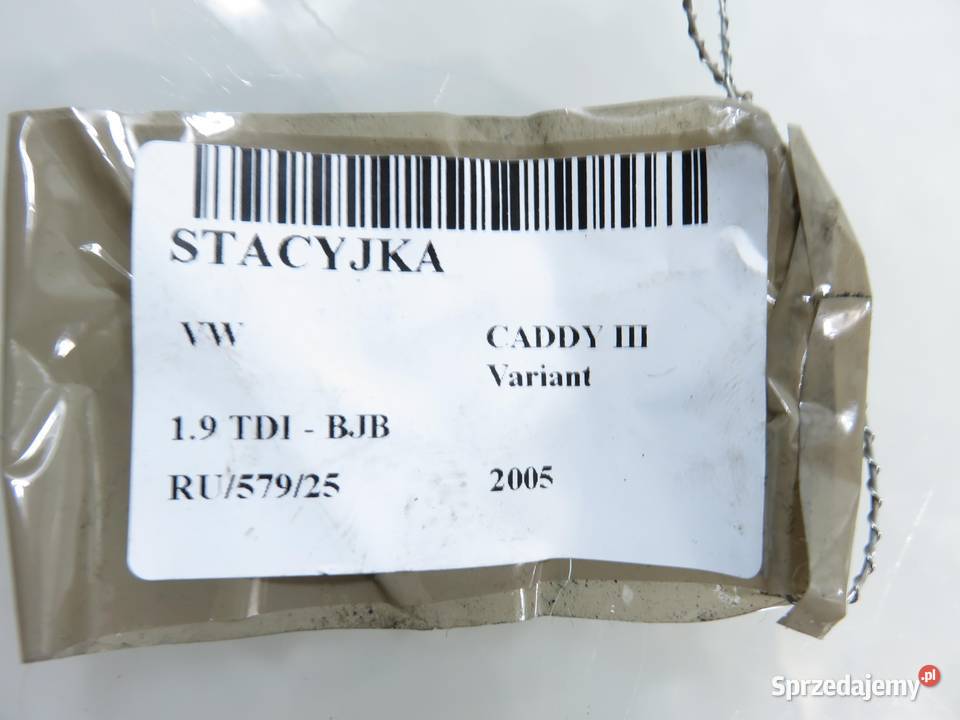 STACYJKA
VW CADDY III
Variant
1.9 TDI - BJB
RU/579/25 2005
Sprzedajemy.pl